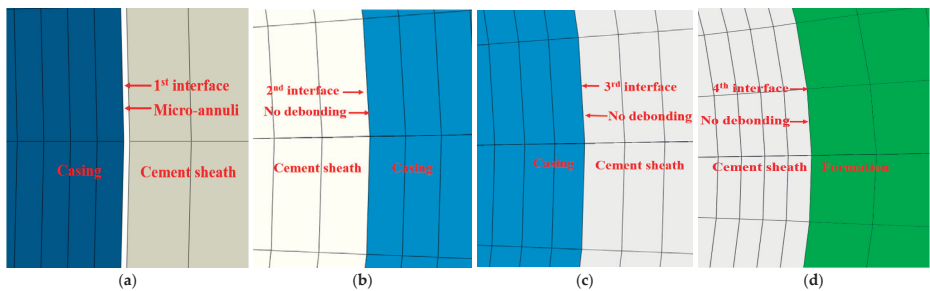 1st interface
Micro-annuli
Casing
Cement sheath
(a)
2nd interface
No debonding
Cement sheath
Casing
(b)
3rd interface
No debonding
Casing
Cement sheath
(c)
4th interface
No debonding
Cement sheath
Formation
(d)